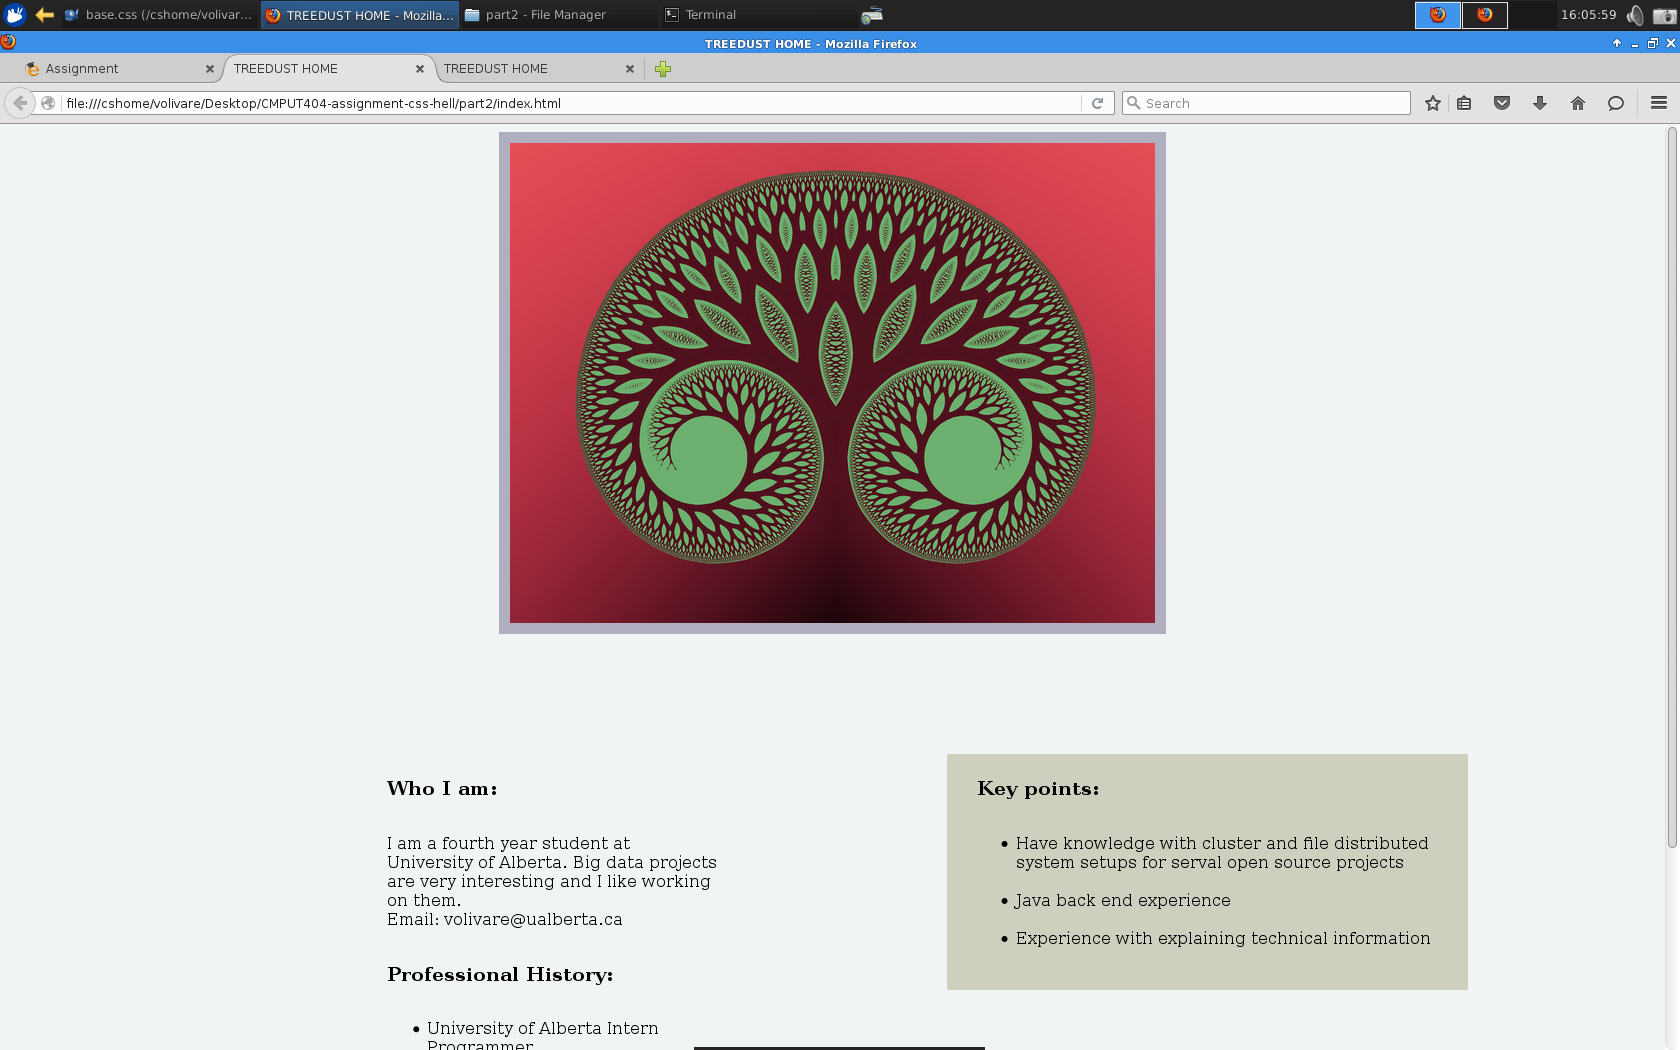 base.css (/cshome/volivar...
TREEDUST HOME - Mozilla...
part2 - File Manager
Terminal
16:05:59
TREEDUST HOME - Mozilla Firefox
Assignment
TREEDUST HOME
TREEDUST HOME
file:///cshome/volivare/Desktop/CMPUT404-assignment-css-hell/part2/index.html
Search
Who I am:
I am a fourth year student at
University of Alberta. Big data projects
are very interesting and I like working
on them.
Email: volivare@ualberta.ca
Professional History:
University of Alberta Intern
Programmer
Key points:
Have knowledge with cluster and file distributed
system setups for serval open source projects
Java back end experience
Experience with explaining technical information